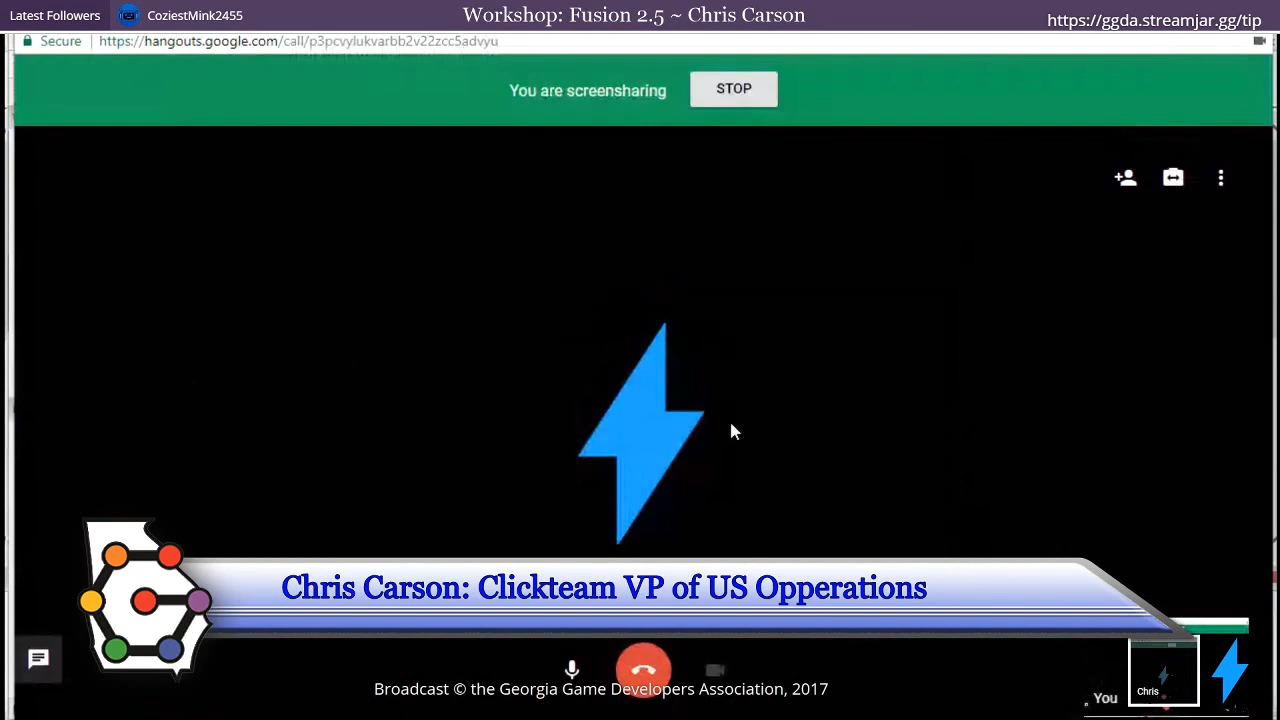 Latest Followers
CoziestMink2455
Workshop: Fusion 2.5 ~ Chris Carson
https://ggda.streamjar.gg/tip
Secure
https://hangouts.google.com/call/p3pcvylukvarbb2v22zcc5advyu
You are screensharing
STOP
Chris Carson: Clickteam VP of US Opperations
Broadcast © the Georgia Game Developers Association, 2017
You
Chris